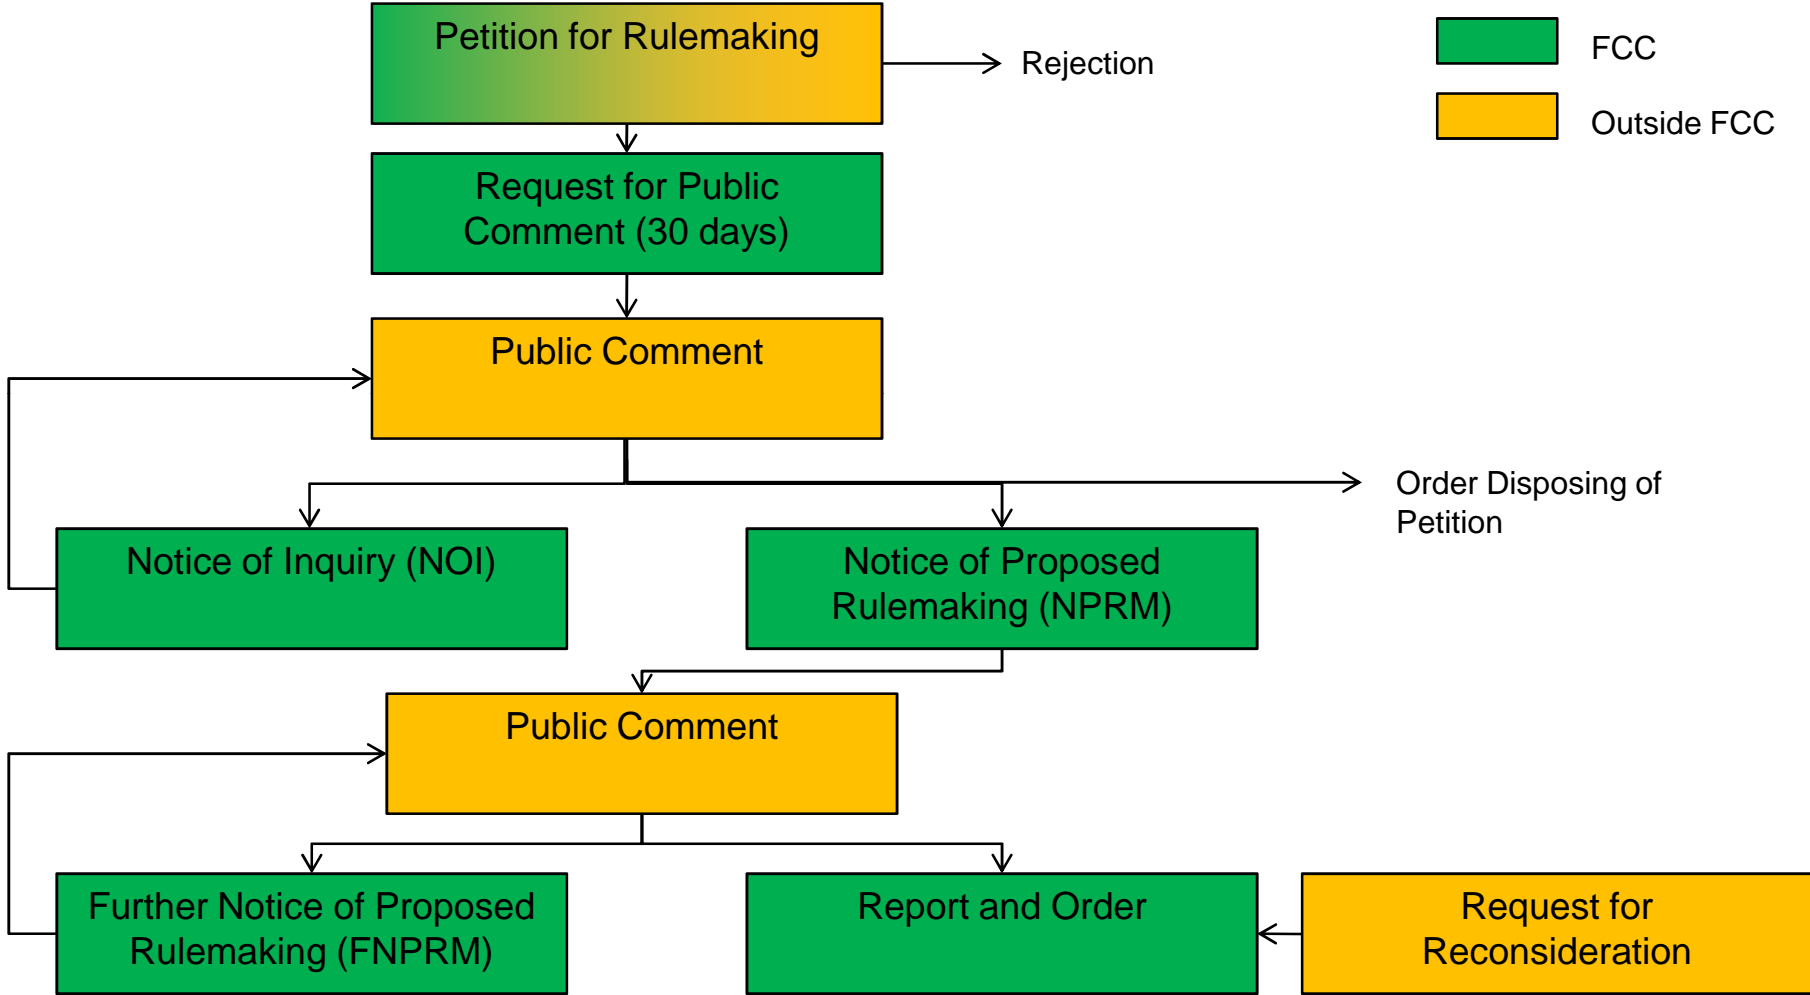 Petition for Rulemaking
Rejection
FCC
Outside FCC
Request for Public
Comment (30 days)
Public Comment
Order Disposing of
Petition
Notice of Inquiry (NOI)
Notice of Proposed
Rulemaking (NPRM)
Public Comment
Further Notice of Proposed
Rulemaking (FNPRM)
Report and Order
Request for
Reconsideration